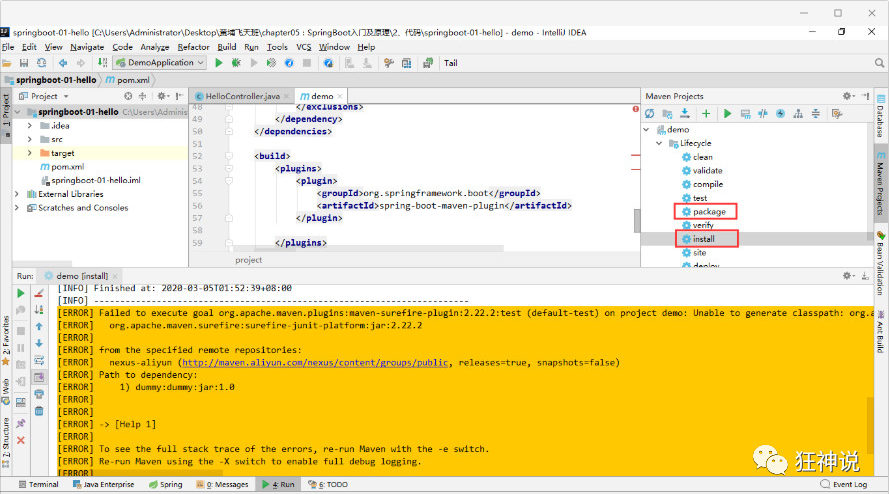 springboot-01-hello [C:\Users\Administrator\Desktop\葉埔飞天班\chapter05：SpringBoot入门及原理\2、代码\springboot-01-hello] - demo - IntelliJ IDEA
File Edit View Navigate Code Analyze Refactor Build Run Tools VCS Window Help
DemoApplication Tail
springboot-01-hello pom.xml
Project HelloController.java demo Maven Projects
springboot-01-hello C:\Users\Adminis
.idea
src
target
pom.xml
springboot-01-hello.iml
External Libraries
Scratches and Consoles
48 </exclusions>
49 </dependency>
50 </dependencies>
51
52 <build>
53 <plugins>
54 <plugin>
55 <groupId>org.springframework.boot</groupId>
56 <artifactId>spring-boot-maven-plugin</artifactId>
57 </plugin>
58
59 </plugins>
project
demo
Lifecycle
clean
validate
compile
test
package
verify
install
site
deploy
1: Project
2: Favorites
Web
7: Structure
Database
Maven Projects
Bean Validation
Ant Build
Run: demo [install]
[INFO] Finished at: 2020-03-05T01:52:39+08:00
[INFO] ------------------------------------------------------------------------
[ERROR] Failed to execute goal org.apache.maven.plugins:maven-surefire-plugin:2.22.2:test (default-test) on project demo: Unable to generate classpath: org.a
[ERROR] org.apache.maven.surefire:surefire-junit-platform:jar:2.22.2
[ERROR]
[ERROR] from the specified remote repositories:
[ERROR] nexus-aliyun (http://maven.aliyun.com/nexus/content/groups/public, releases=true, snapshots=false)
[ERROR] Path to dependency:
[ERROR] 1) dummy:dummy:jar:1.0
[ERROR]
[ERROR]
[ERROR] -> [Help 1]
[ERROR]
[ERROR] To see the full stack trace of the errors, re-run Maven with the -e switch.
[ERROR] Re-run Maven using the -X switch to enable full debug logging.
[ERROR]
狂神说
Terminal Java Enterprise Spring 0: Messages 4: Run 6: TODO Event Log